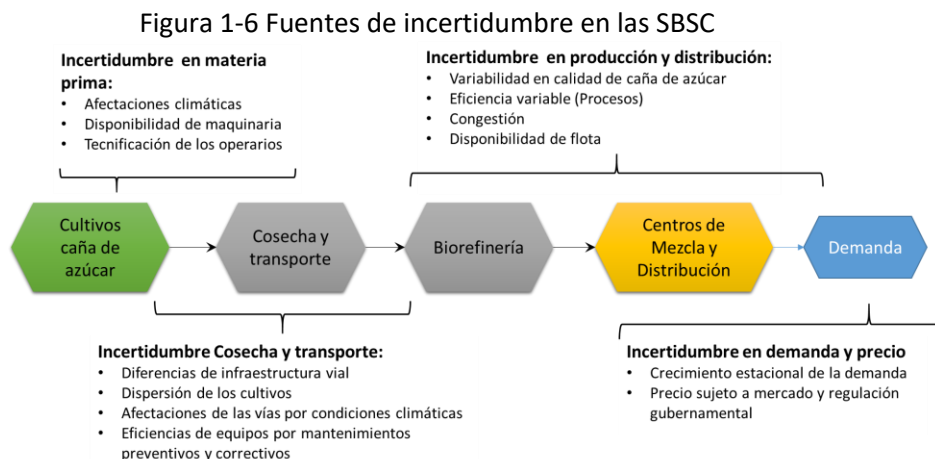 Figura 1-6 Fuentes de incertidumbre en las SBSC
Incertidumbre en materia
prima:
• Afectaciones climáticas
• Disponibilidad de maquinaria
• Tecnificación de los operarios
Incertidumbre en producción y distribución:
• Variabilidad en calidad de caña de azúcar
• Eficiencia variable (Procesos)
• Congestión
• Disponibilidad de flota
Cultivos
caña de
azúcar
Cosecha y
transporte
Biorefinería
Centros de
Mezcla y
Distribución
Demanda
Incertidumbre Cosecha y transporte:
• Diferencias de infraestructura vial
• Dispersión de los cultivos
• Afectaciones de las vías por condiciones climáticas
• Eficiencias de equipos por mantenimientos
preventivos y correctivos
Incertidumbre en demanda y precio
• Crecimiento estacional de la demanda
• Precio sujeto a mercado y regulación
gubernamental